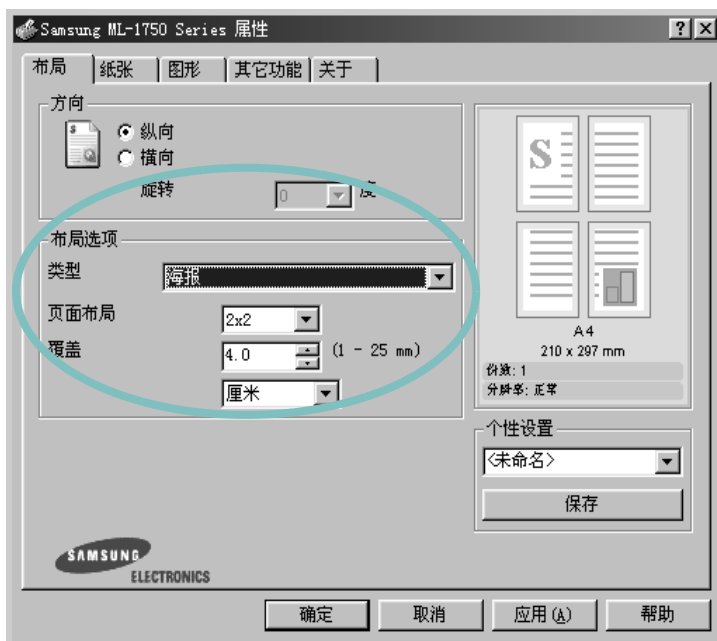 Samsung ML-1750 Series 属性
布局 纸张 图形 其它功能 关于
方向
纵向
横向
旋转 0 度
布局选项
类型 海报
页面布局 2x2
覆盖 4.0 (1 - 25 mm)
厘米
S
A4
210 x 297 mm
份数: 1
分辨率: 正常
个性设置
<未命名>
保存
SAMSUNG
ELECTRONICS
确定 取消 应用(A) 帮助